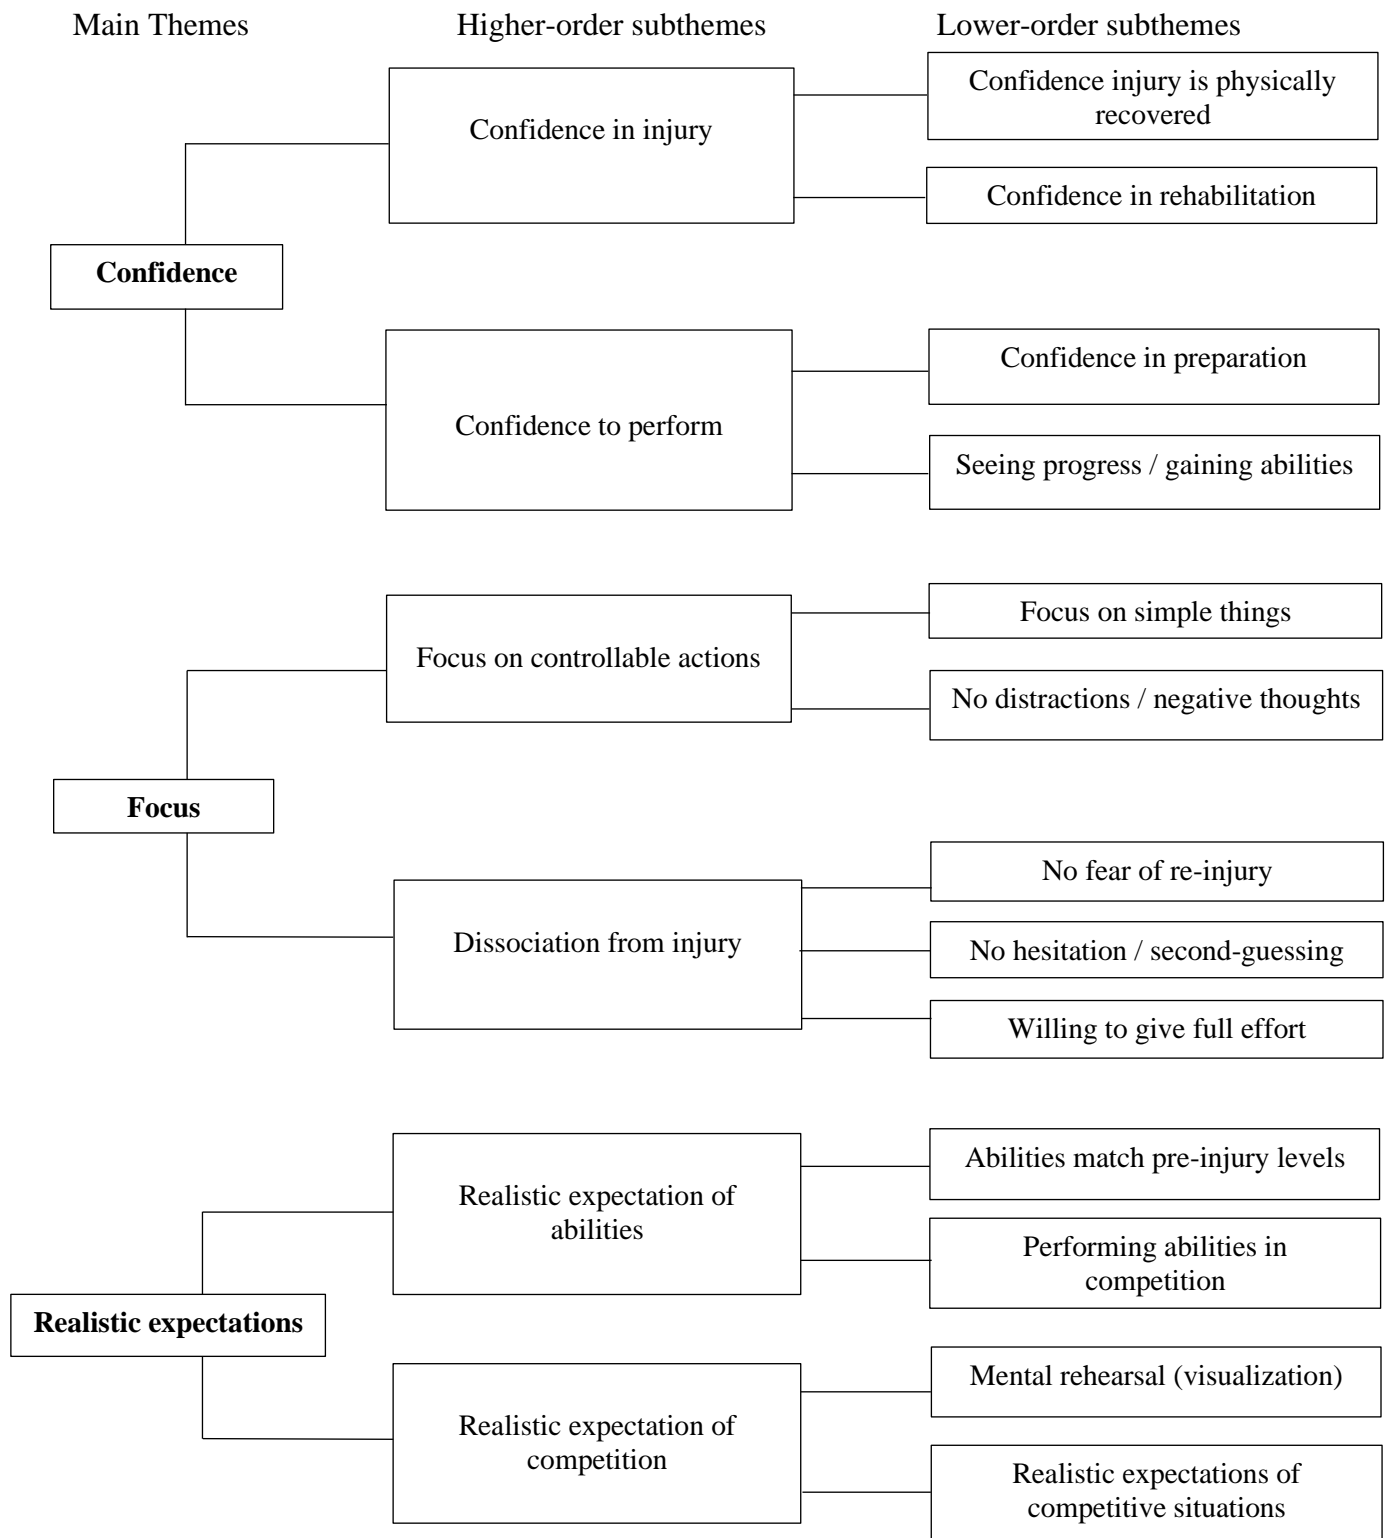 Main Themes
Higher-order subthemes
Lower-order subthemes
Confidence
Confidence in injury
Confidence injury is physically
recovered
Confidence in rehabilitation
Confidence to perform
Confidence in preparation
Seeing progress / gaining abilities
Focus
Focus on controllable actions
Focus on simple things
No distractions / negative thoughts
Dissociation from injury
No fear of re-injury
No hesitation / second-guessing
Willing to give full effort
Realistic expectations
Realistic expectation of
abilities
Abilities match pre-injury levels
Performing abilities in
competition
Realistic expectation of
competition
Mental rehearsal (visualization)
Realistic expectations of
competitive situations